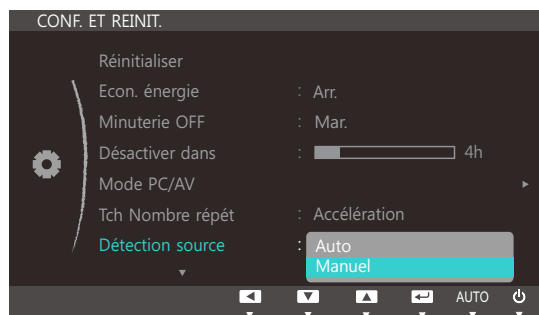 CONF. ET REINIT.
Réinitialiser
Econ. énergie : Arr.
Minuterie OFF : Mar.
Désactiver dans : 4h
Mode PC/AV
Tch Nombre répét : Accélération
Détection source : Auto
Manuel
AUTO